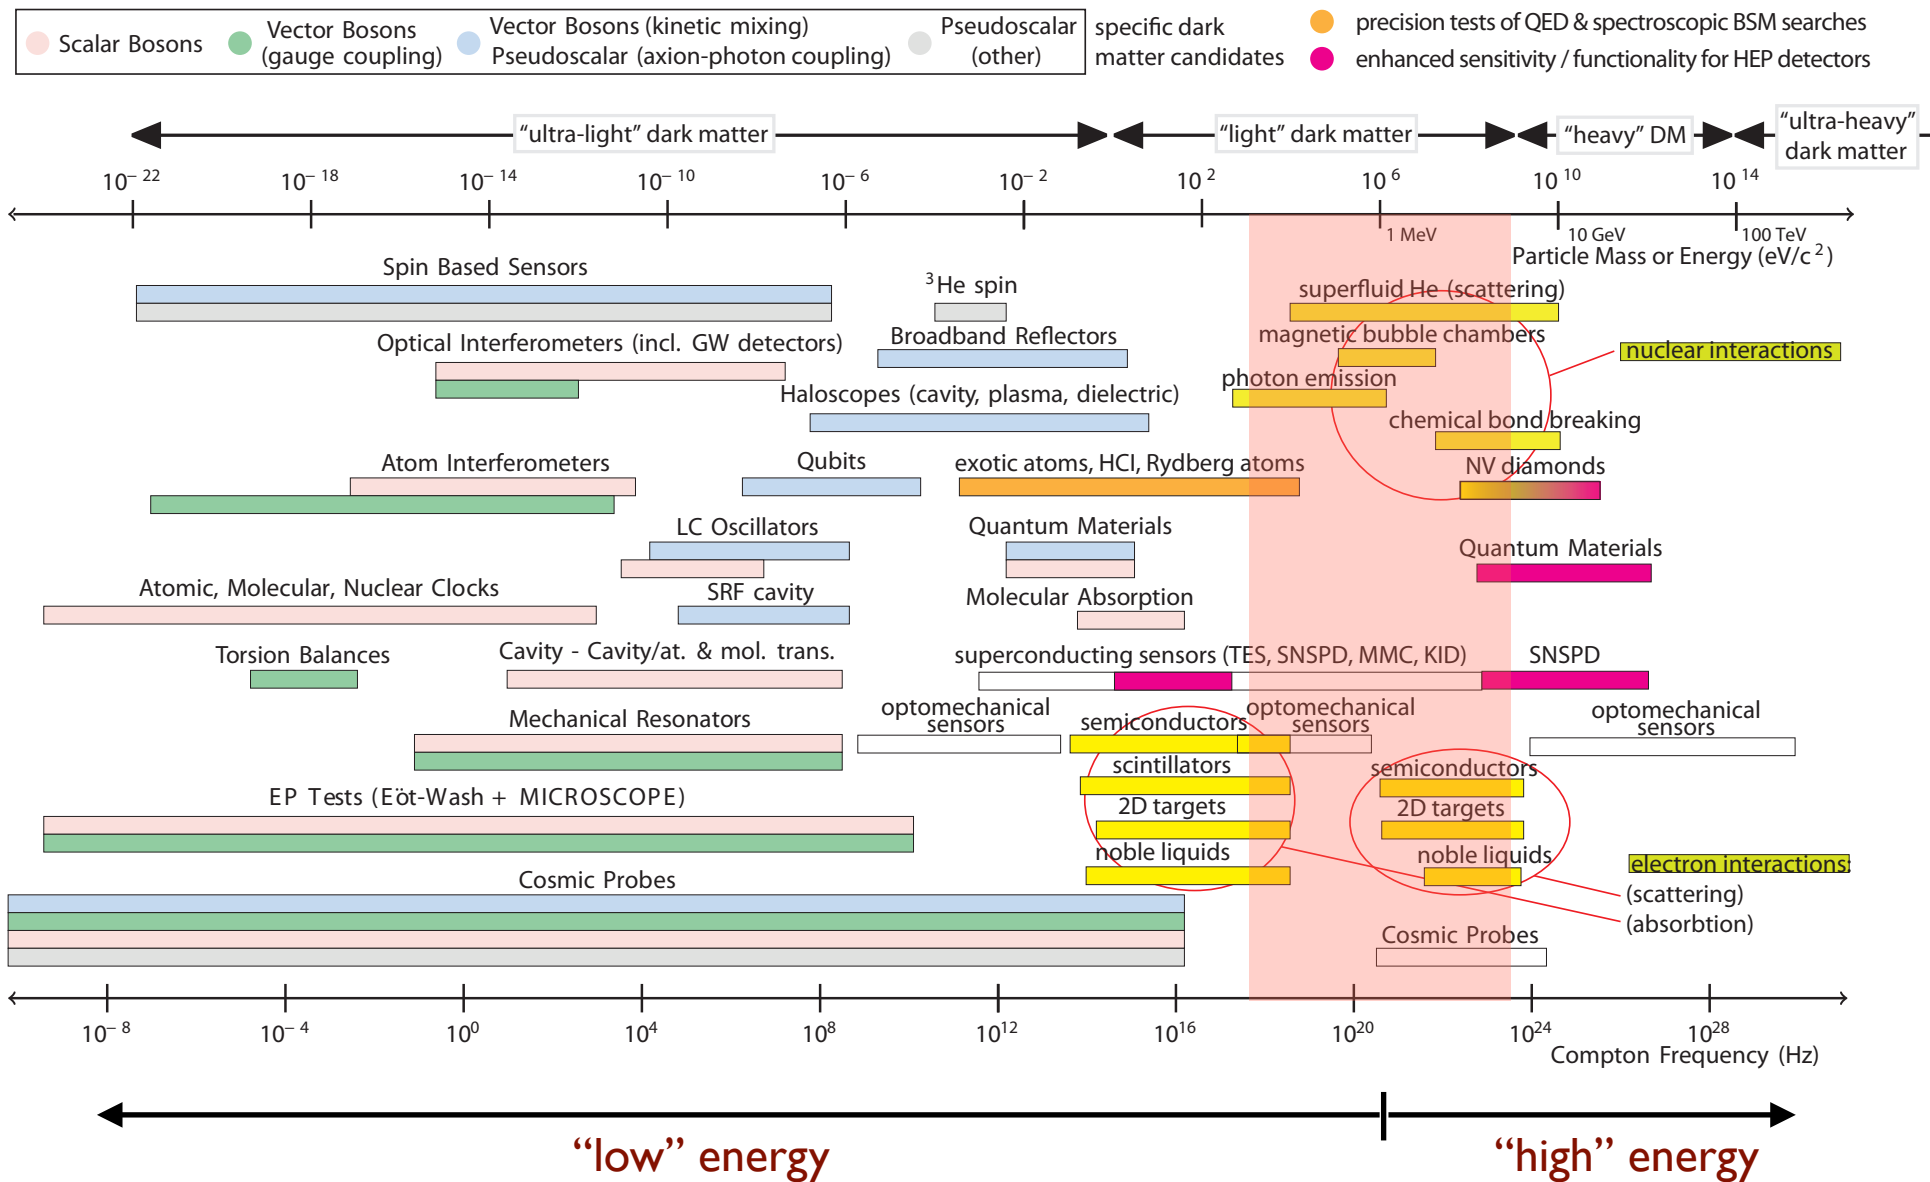 Scalar Bosons
Vector Bosons
(gauge coupling)
Vector Bosons (kinetic mixing)
Pseudoscalar (axion-photon coupling)
Pseudoscalar
(other)
specific dark
matter candidates
precision tests of QED & spectroscopic BSM searches
enhanced sensitivity / functionality for HEP detectors
“ultra-light” dark matter
“light” dark matter
“heavy” DM
“ultra-heavy”
dark matter
10⁻²²
10⁻¹⁸
10⁻¹⁴
10⁻¹⁰
10⁻⁶
10⁻²
10²
10⁶
10¹⁰
10¹⁴
1 MeV
10 GeV
100 TeV
Particle Mass or Energy (eV/c²)
Spin Based Sensors
³He spin
superfluid He (scattering)
Optical Interferometers (incl. GW detectors)
Broadband Reflectors
magnetic bubble chambers
nuclear interactions
photon emission
Haloscopes (cavity, plasma, dielectric)
chemical bond breaking
Atom Interferometers
Qubits
exotic atoms, HCI, Rydberg atoms
NV diamonds
LC Oscillators
Quantum Materials
Quantum Materials
Atomic, Molecular, Nuclear Clocks
SRF cavity
Molecular Absorption
Torsion Balances
Cavity - Cavity/at. & mol. trans.
superconducting sensors (TES, SNSPD, MMC, KID)
SNSPD
Mechanical Resonators
optomechanical
sensors
semiconductors
optomechanical
sensors
optomechanical
sensors
scintillators
semiconductors
EP Tests (Eöt-Wash + MICROSCOPE)
2D targets
2D targets
noble liquids
noble liquids
electron interactions:
(scattering)
(absorbtion)
Cosmic Probes
Cosmic Probes
10⁻⁸
10⁻⁴
10⁰
10⁴
10⁸
10¹²
10¹⁶
10²⁰
10²⁴
10²⁸
Compton Frequency (Hz)
“low” energy
“high” energy